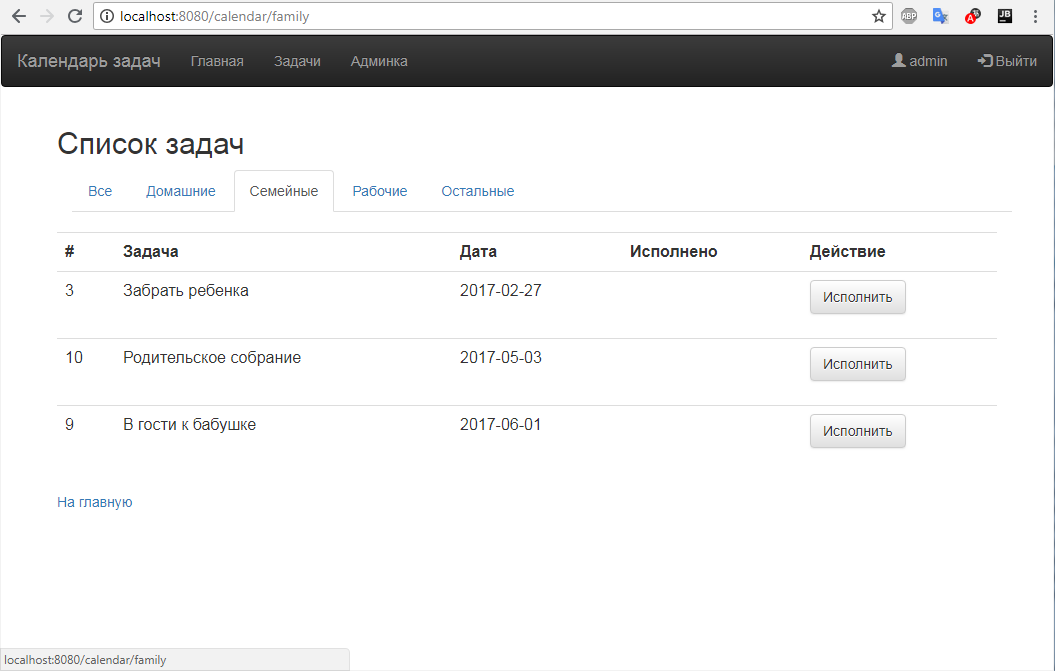 localhost:8080/calendar/family
ABP
JB
Календарь задач Главная Задачи Админка admin Выйти
Список задач
Все Домашние Семейные Рабочие Остальные
# Задача Дата Исполнено Действие
3 Забрать ребенка 2017-02-27 Исполнить
10 Родительское собрание 2017-05-03 Исполнить
9 В гости к бабушке 2017-06-01 Исполнить
На главную
localhost:8080/calendar/family